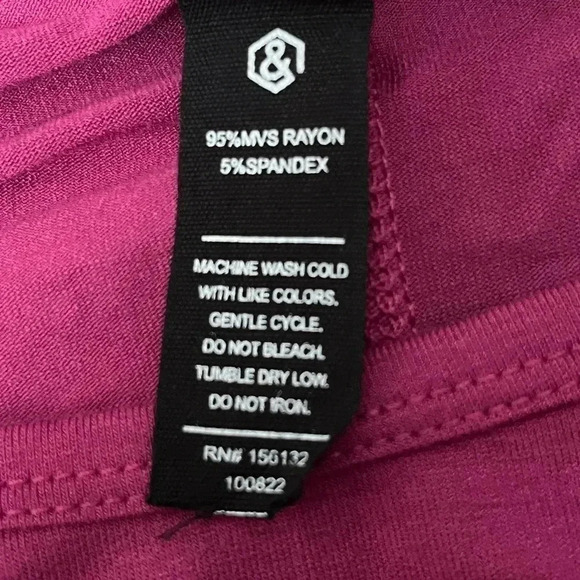 &
95%MVS RAYON
5%SPANDEX
MACHINE WASH COLD
WITH LIKE COLORS.
GENTLE CYCLE.
DO NOT BLEACH.
TUMBLE DRY LOW.
DO NOT IRON.
RN# 156132
100822